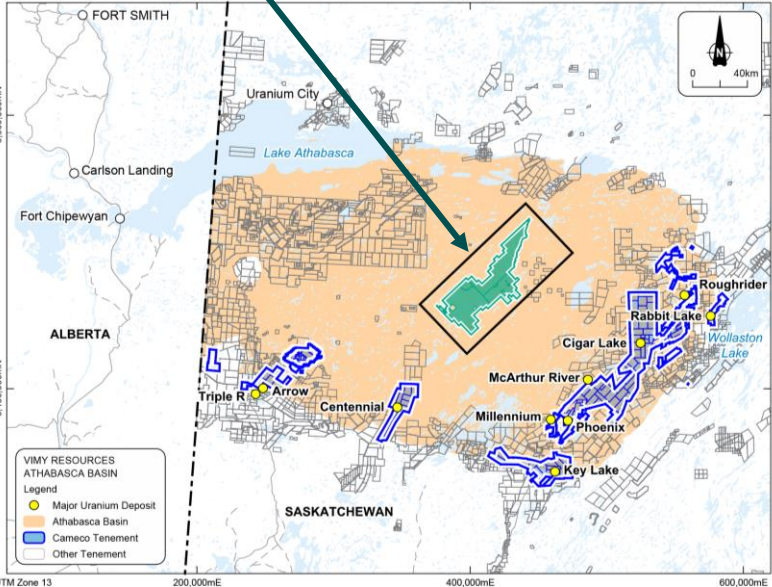 FORT SMITH
0 40km
Uranium City
Lake Athabasca
Carlson Landing
Fort Chipewyan
Roughrider
Rabbit Lake
ALBERTA
Cigar Lake
Wollaston
Lake
McArthur River
Triple R
Arrow
Centennial
Millennium
Phoenix
Key Lake
VIMY RESOURCES
ATHABASCA BASIN
Legend
Major Uranium Deposit
Athabasca Basin
Cameco Tenement
Other Tenement
SASKATCHEWAN
UTM Zone 13
200,000mE
400,000mE
600,000mE